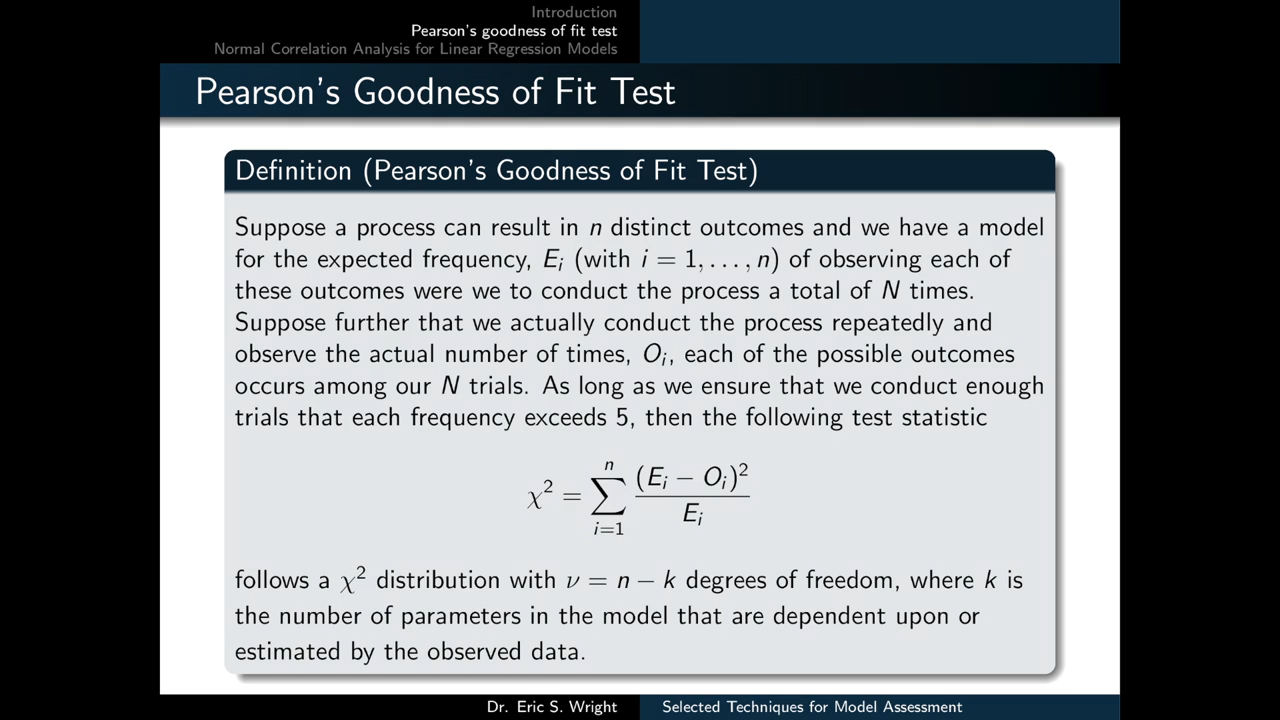 Introduction
Pearson's goodness of fit test
Normal Correlation Analysis for Linear Regression Models
Pearson's Goodness of Fit Test
Definition (Pearson's Goodness of Fit Test)
Suppose a process can result in n distinct outcomes and we have a model
for the expected frequency, Eᵢ (with i = 1, . . . , n) of observing each of
these outcomes were we to conduct the process a total of N times.
Suppose further that we actually conduct the process repeatedly and
observe the actual number of times, Oᵢ, each of the possible outcomes
occurs among our N trials. As long as we ensure that we conduct enough
trials that each frequency exceeds 5, then the following test statistic
χ² = ∑ᵢ₌₁ⁿ (Eᵢ − Oᵢ)² / Eᵢ
follows a χ² distribution with ν = n − k degrees of freedom, where k is
the number of parameters in the model that are dependent upon or
estimated by the observed data.
Dr. Eric S. Wright Selected Techniques for Model Assessment